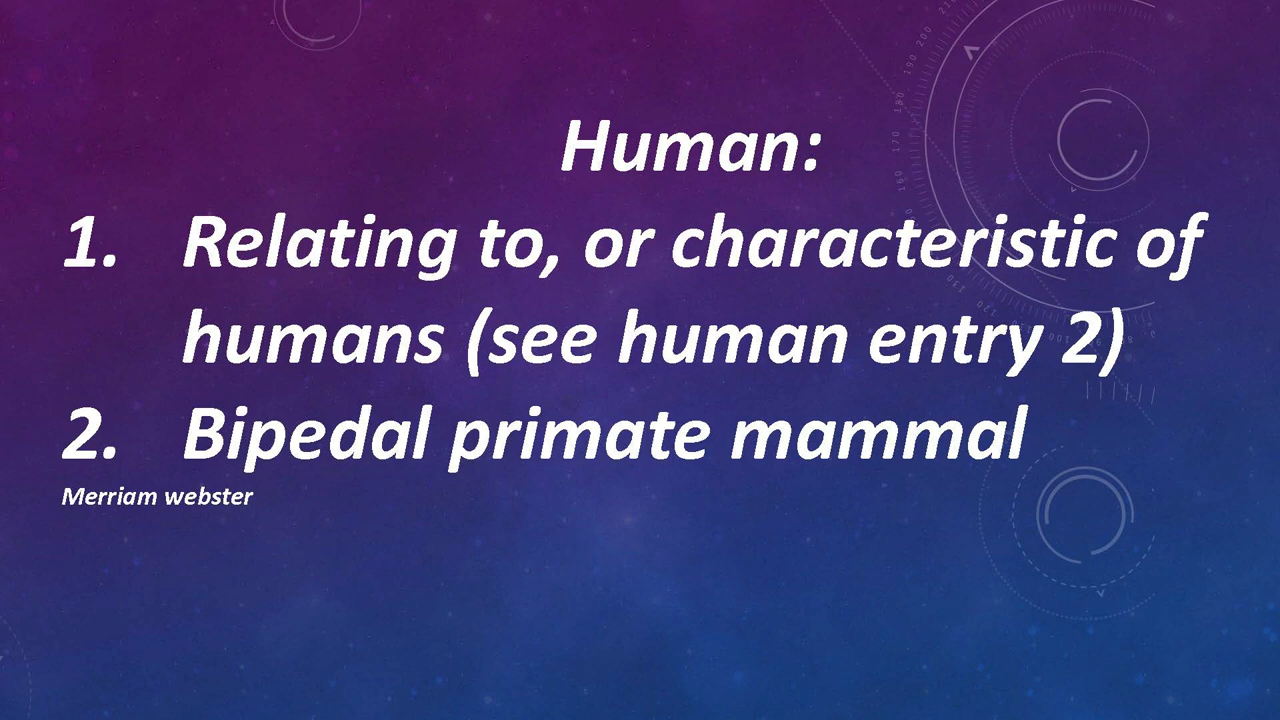 Human:
1. Relating to, or characteristic of
humans (see human entry 2)
2. Bipedal primate mammal
Merriam webster